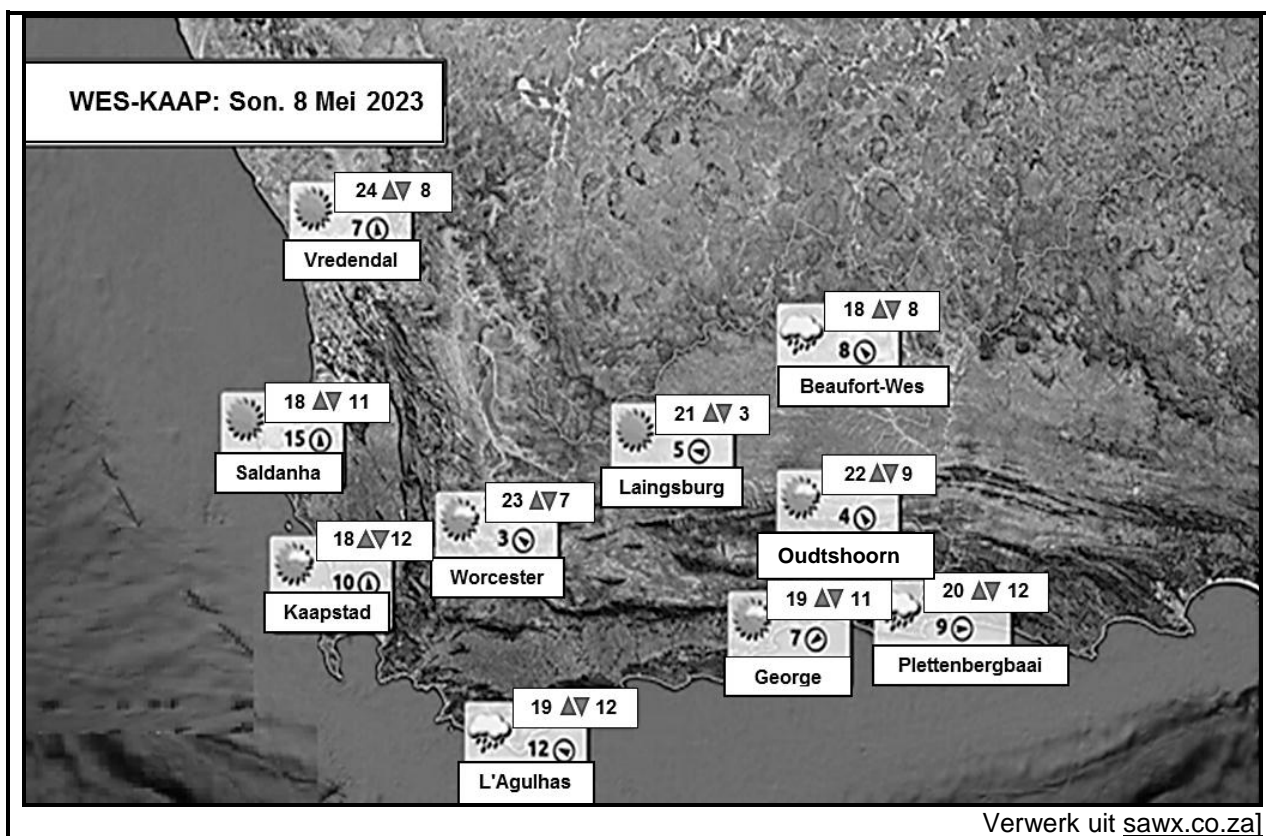 WES-KAAP: Son. 8 Mei 2023
24 ▲▼ 8
7
Vredendal
18 ▲▼ 8
8
Beaufort-Wes
18 ▲▼ 11
15
Saldanha
21 ▲▼ 3
5
Laingsburg
22 ▲▼ 9
4
Oudtshoorn
23 ▲▼ 7
3
Worcester
18 ▲▼ 12
10
Kaapstad
19 ▲▼ 11
7
George
20 ▲▼ 12
9
Plettenbergbaai
19 ▲▼ 12
12
L'Agulhas
Verwerk uit sawx.co.za]